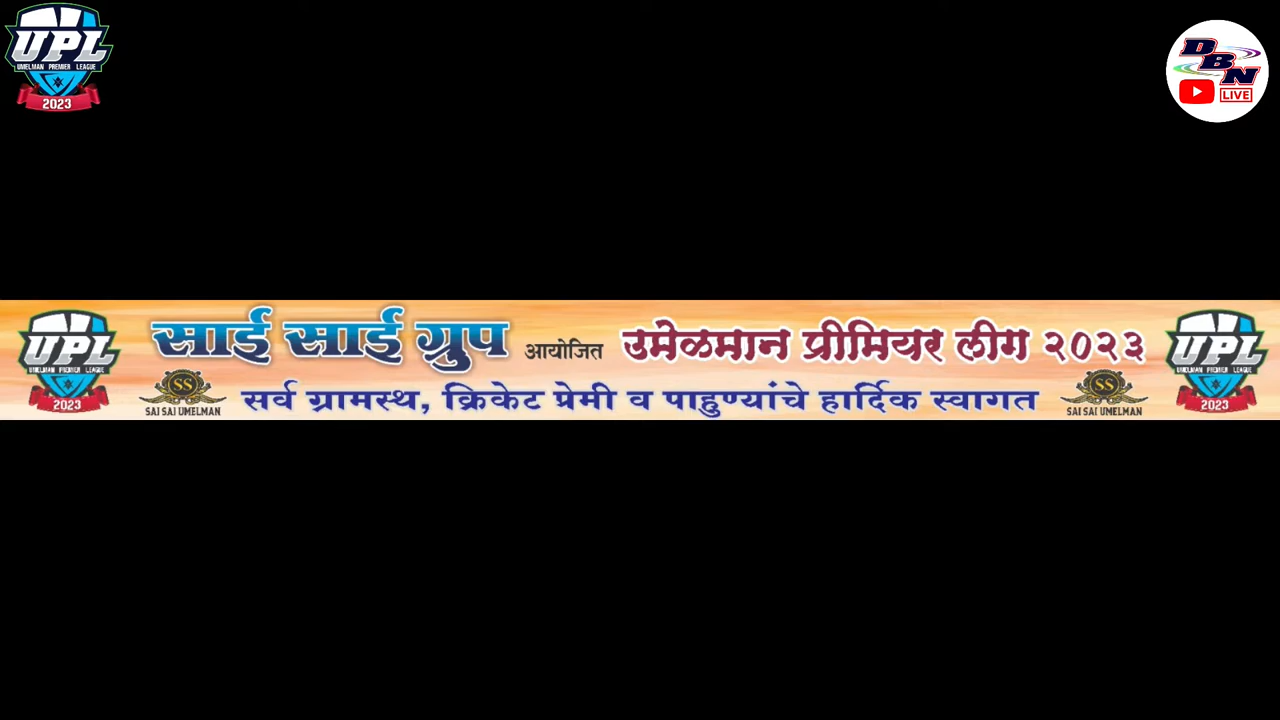 UPL
UMELMAN PREMIER LEAGUE
2023
DBN
LIVE
साई साई ग्रुप आयोजित उमेळमान प्रीमियर लीग २०२३
सर्व ग्रामस्थ, क्रिकेट प्रेमी व पाहुण्यांचे हार्दिक स्वागत
UPL
UMELMAN PREMIER LEAGUE
2023
SS
SAI SAI UMELMAN
SS
SAI SAI UMELMAN
UPL
UMELMAN PREMIER LEAGUE
2023